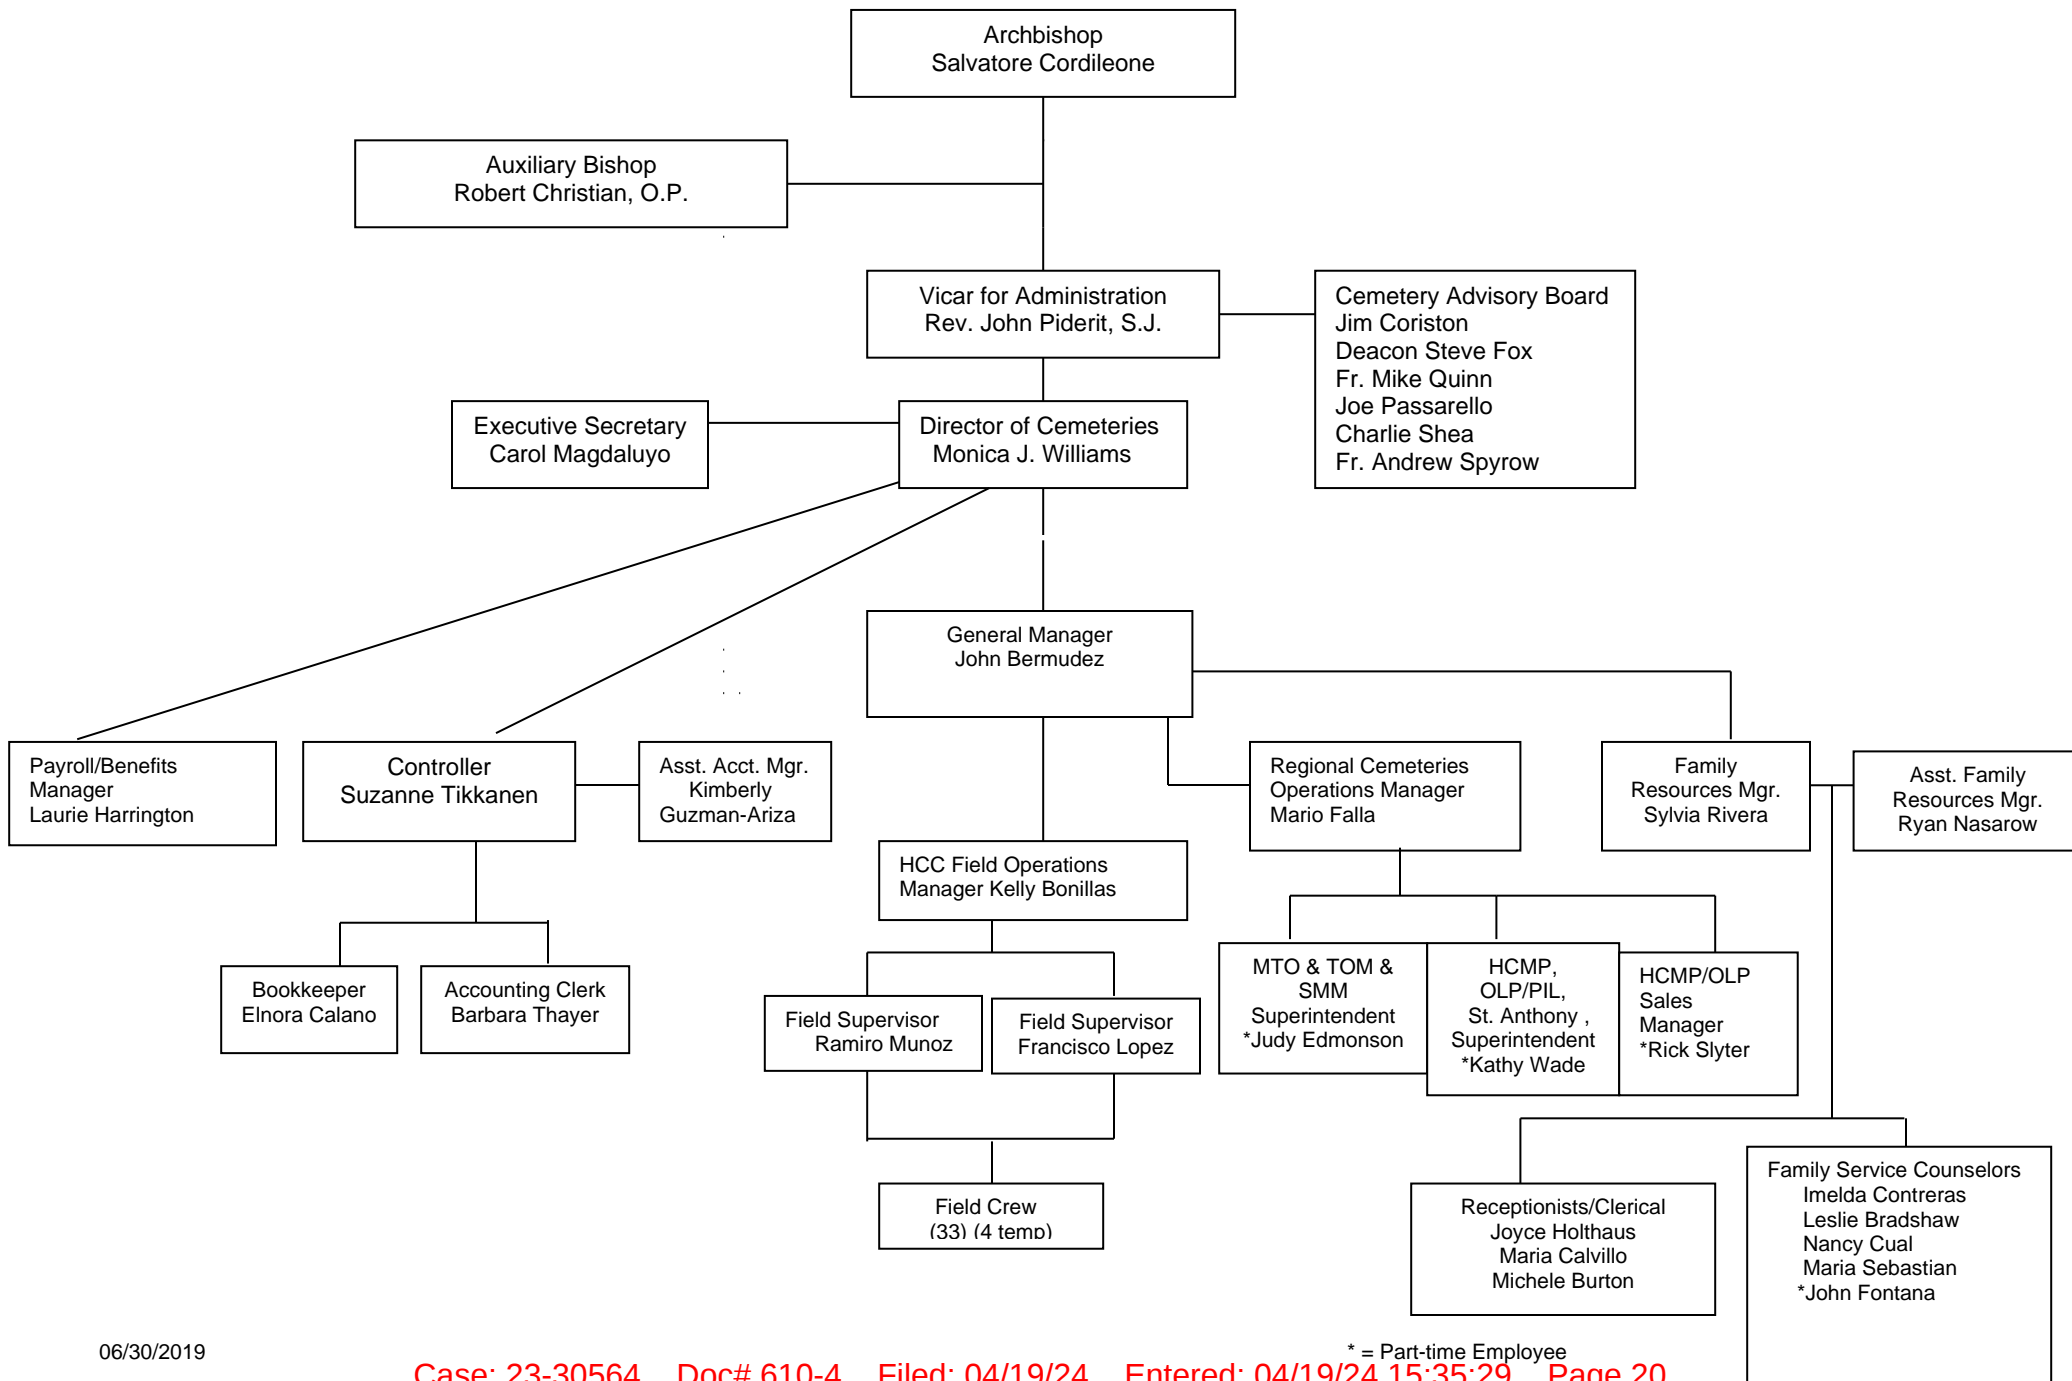 Archbishop
Salvatore Cordileone
Auxiliary Bishop
Robert Christian, O.P.
Vicar for Administration
Rev. John Piderit, S.J.
Cemetery Advisory Board
Jim Coriston
Deacon Steve Fox
Fr. Mike Quinn
Joe Passarello
Charlie Shea
Fr. Andrew Spyrow
Executive Secretary
Carol Magdaluyo
Director of Cemeteries
Monica J. Williams
General Manager
John Bermudez
Payroll/Benefits
Manager
Laurie Harrington
Controller
Suzanne Tikkanen
Asst. Acct. Mgr.
Kimberly
Guzman-Ariza
Regional Cemeteries
Operations Manager
Mario Falla
Family
Resources Mgr.
Sylvia Rivera
Asst. Family
Resources Mgr.
Ryan Nasarow
HCC Field Operations
Manager Kelly Bonillas
Bookkeeper
Elnora Calano
Accounting Clerk
Barbara Thayer
Field Supervisor
Ramiro Munoz
Field Supervisor
Francisco Lopez
MTO & TOM &
SMM
Superintendent
*Judy Edmonson
HCMP,
OLP/PIL,
St. Anthony ,
Superintendent
*Kathy Wade
HCMP/OLP
Sales
Manager
*Rick Slyter
Field Crew
(33) (4 temp)
Receptionists/Clerical
Joyce Holthaus
Maria Calvillo
Michele Burton
Family Service Counselors
Imelda Contreras
Leslie Bradshaw
Nancy Cual
Maria Sebastian
*John Fontana
06/30/2019
* = Part-time Employee
Case: 23-30564 Doc# 610-4 Filed: 04/19/24 Entered: 04/19/24 15:35:29 Page 20